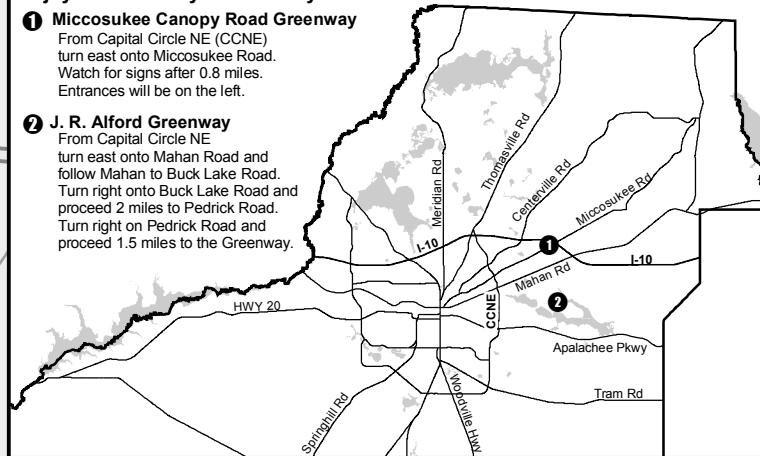 1 Miccosukee Canopy Road Greenway
From Capital Circle NE (CCNE)
turn east onto Miccosukee Road.
Watch for signs after 0.8 miles.
Entrances will be on the left.
2 J. R. Alford Greenway
From Capital Circle NE
turn east onto Mahan Road and
follow Mahan to Buck Lake Road.
Turn right onto Buck Lake Road and
proceed 2 miles to Pedrick Road.
Turn right on Pedrick Road and
proceed 1.5 miles to the Greenway.
Meridian Rd
Thomasville Rd
Centerville Rd
Miccosukee Rd
I-10
1
I-10
Mahan Rd
2
HWY 20
CCNE
Apalachee Pkwy
Tram Rd
Springhill Rd
Woodville Hwy